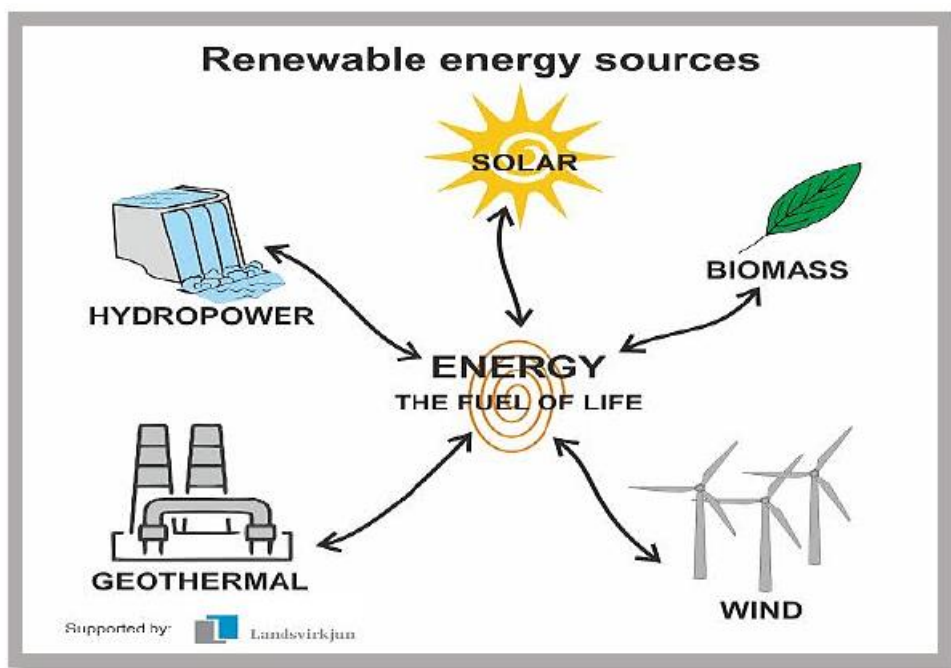 Renewable energy sources
SOLAR
BIOMASS
HYDROPOWER
ENERGY
THE FUEL OF LIFE
GEOTHERMAL
WIND
Supported by: Landsvirkjun